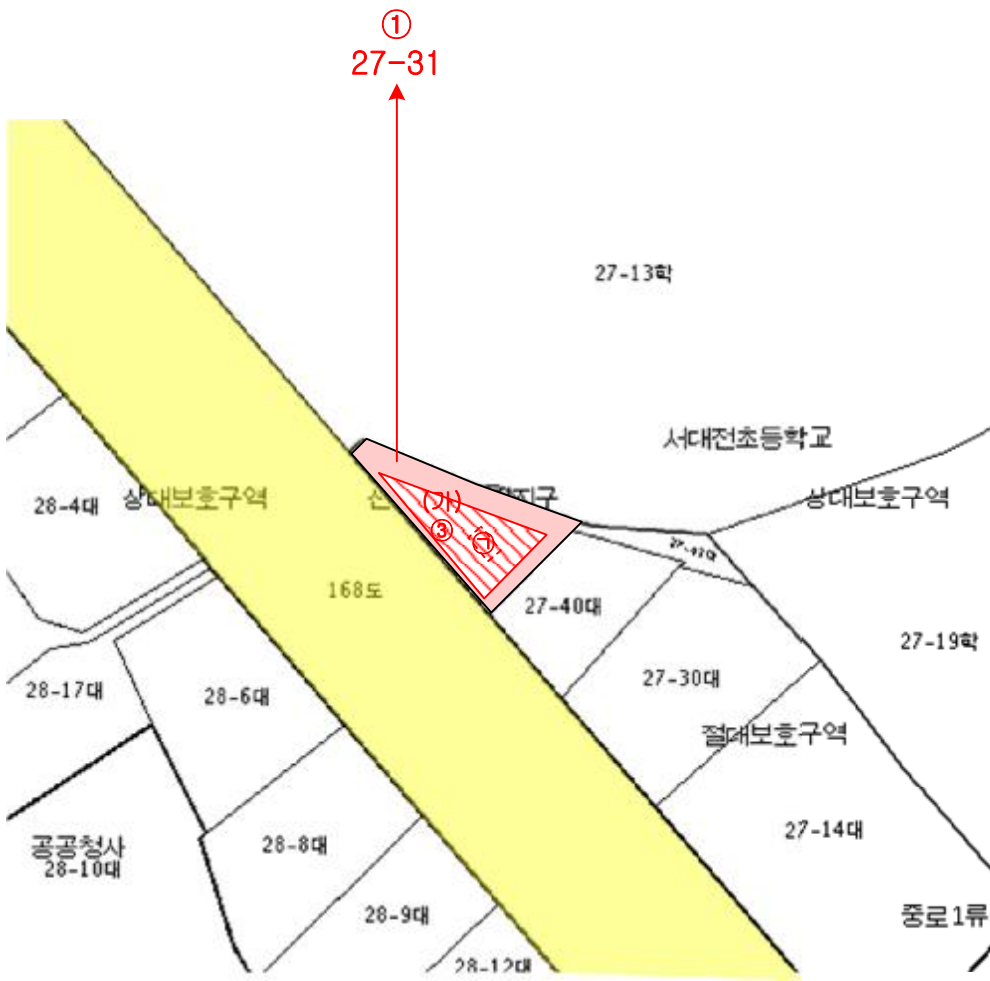 ①
27-31
27-13학
서대전초등학교
28-4대
상대보호구역
(가)
지구
상대보호구역
③
㉠
168도
27-40대
27-19학
28-17대
28-6대
27-30대
절대보호구역
27-14대
공공청사
28-10대
28-8대
28-9대
중로1류
28-12대